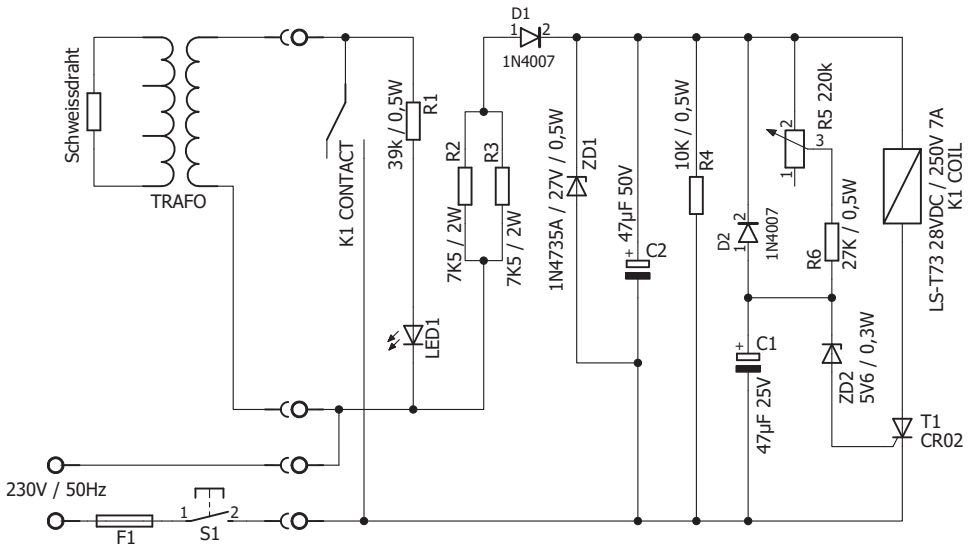 Schweissdraht
TRAFO
K1 CONTACT
39k / 0,5W
R1
LED1
R2
7K5 / 2W
R3
7K5 / 2W
D1
1
2
1N4007
1N4735A / 27V / 0,5W
ZD1
47µF 50V
+
C2
10K / 0,5W
R4
D2
2
1
1N4007
+
C1
47µF 25V
R5 220k
2
3
1
R6
27K / 0,5W
ZD2
5V6 / 0,3W
LS-T73 28VDC / 250V 7A
K1 COIL
T1
CR02
230V / 50Hz
F1
1
2
S1